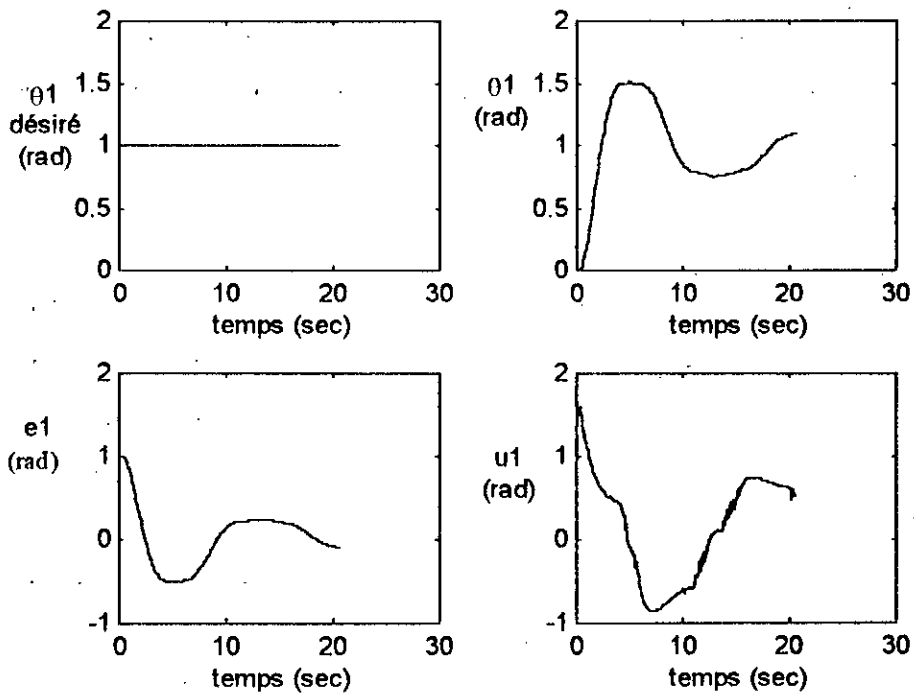 2
1.5
1
0.5
0
θ1
désiré
(rad)
0 10 20 30
temps (sec)
2
1.5
1
0.5
0
θ1
(rad)
0 10 20 30
temps (sec)
2
1
0
-1
e1
(rad)
0 10 20 30
temps (sec)
2
1
0
-1
u1
(rad)
0 10 20 30
temps (sec)